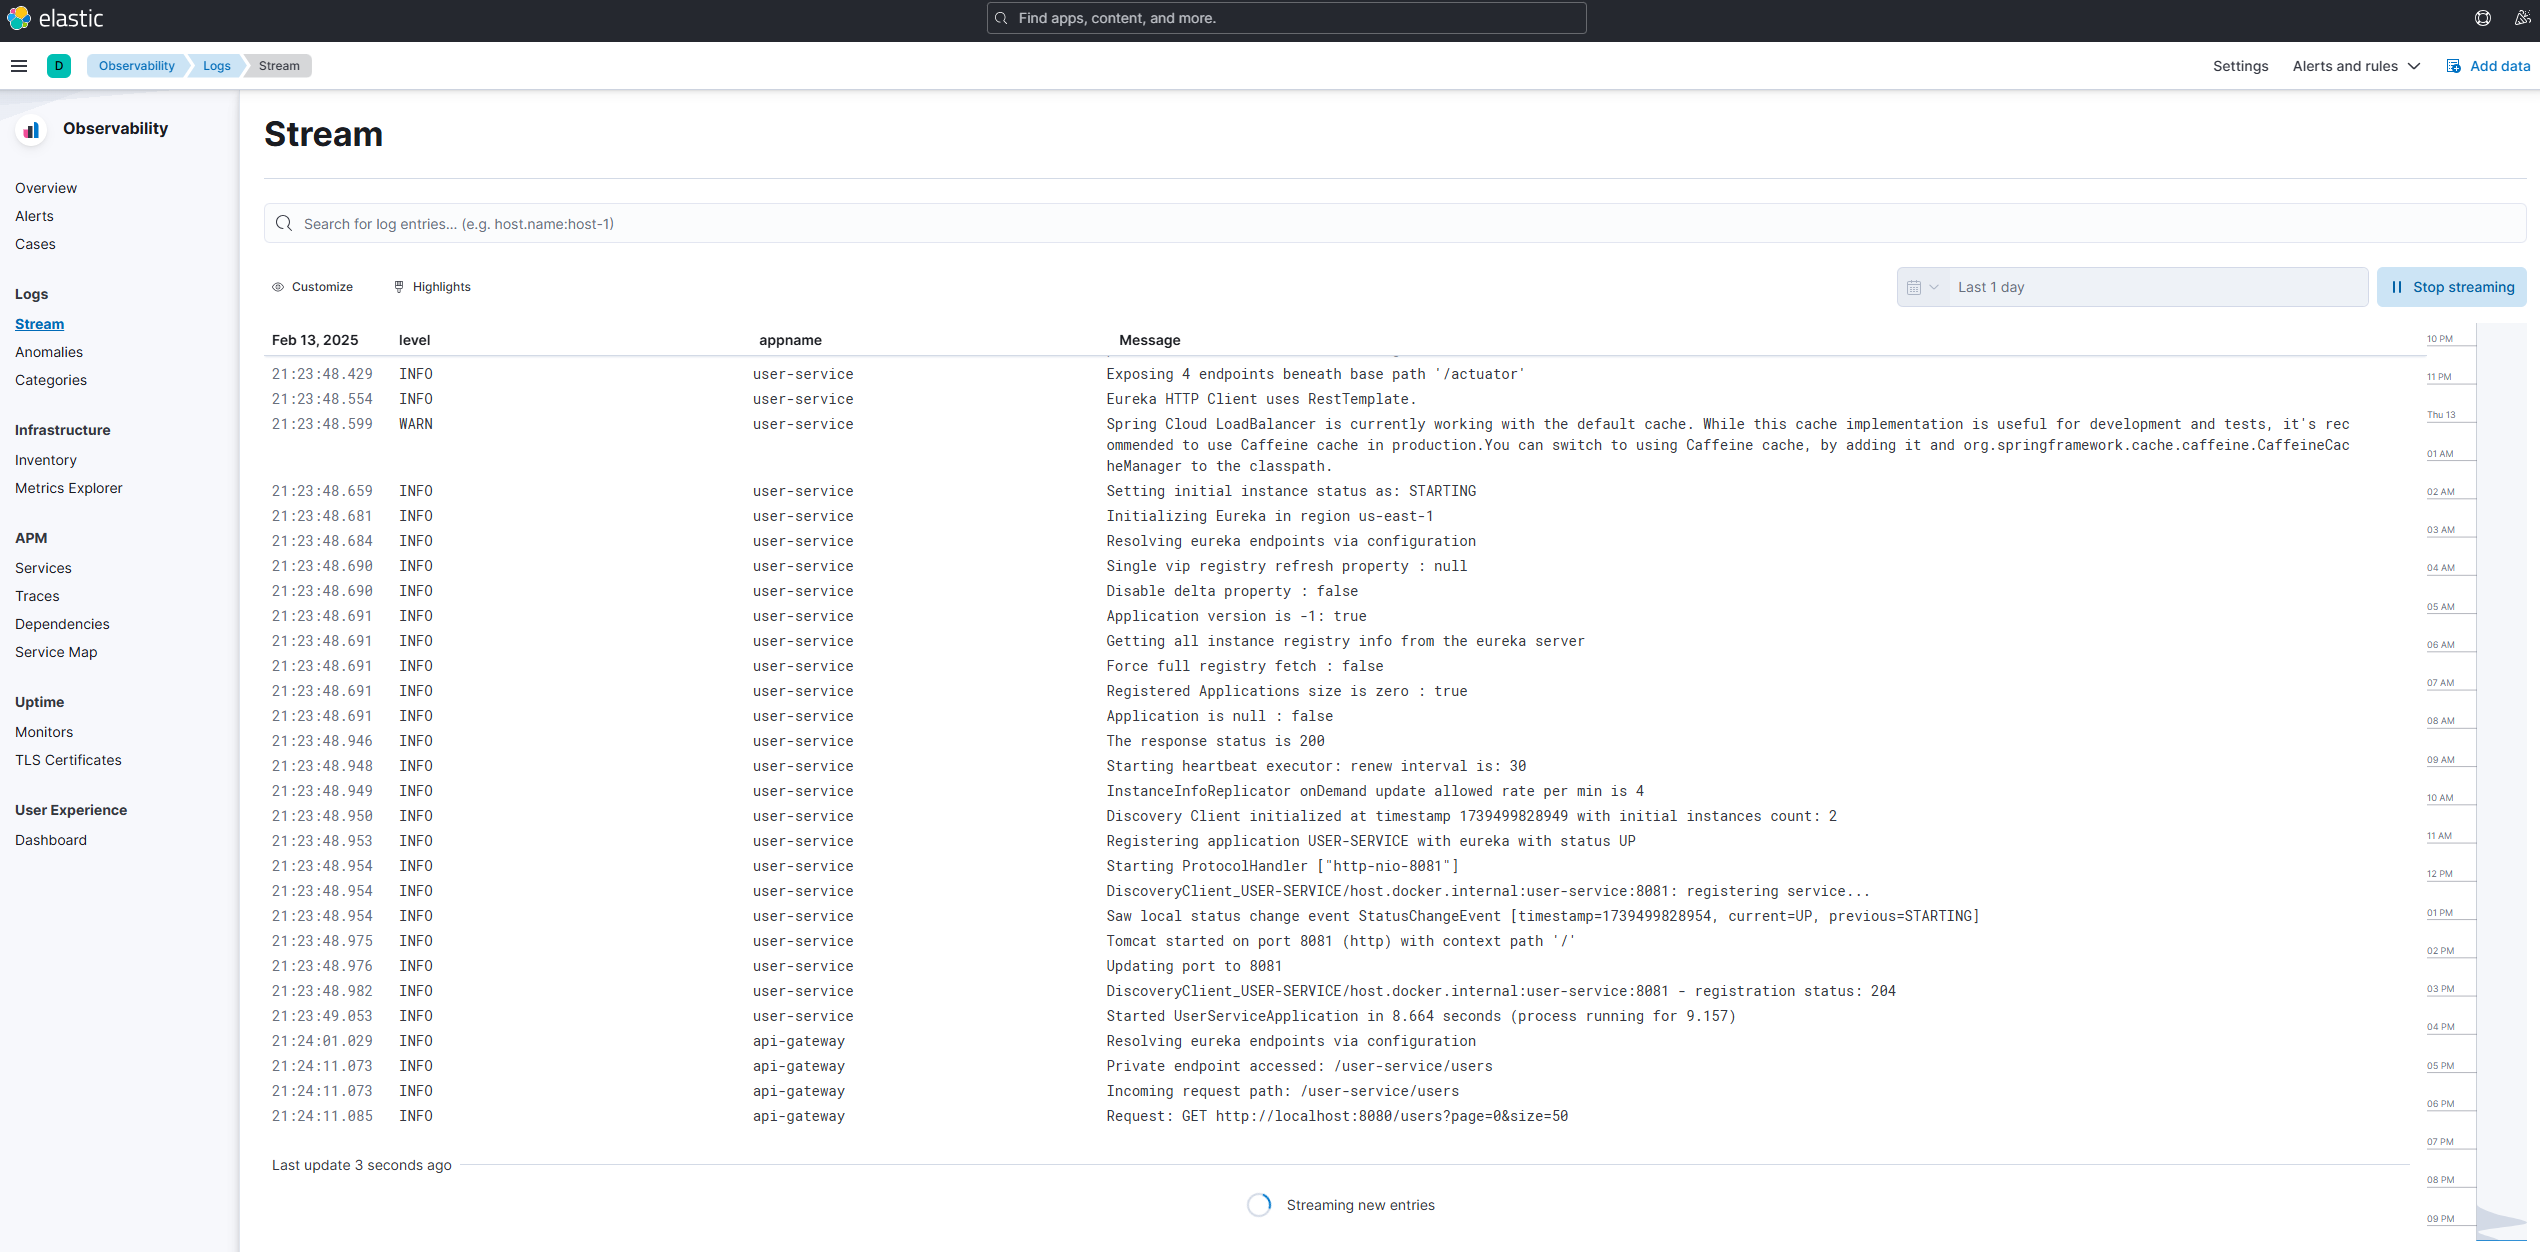 elastic
Find apps, content, and more.
D
Observability
Logs
Stream
Settings
Alerts and rules
Add data
Observability
Overview
Alerts
Cases
Logs
Stream
Anomalies
Categories
Infrastructure
Inventory
Metrics Explorer
APM
Services
Traces
Dependencies
Service Map
Uptime
Monitors
TLS Certificates
User Experience
Dashboard
Stream
Search for log entries... (e.g. host.name:host-1)
Customize
Highlights
Last 1 day
Stop streaming
Feb 13, 2025 level appname Message
21:23:48.429 INFO user-service Exposing 4 endpoints beneath base path '/actuator'
21:23:48.554 INFO user-service Eureka HTTP Client uses RestTemplate.
21:23:48.599 WARN user-service Spring Cloud LoadBalancer is currently working with the default cache. While this cache implementation is useful for development and tests, it's rec
ommended to use Caffeine cache in production.You can switch to using Caffeine cache, by adding it and org.springframework.cache.caffeine.CaffeineCac
heManager to the classpath.
21:23:48.659 INFO user-service Setting initial instance status as: STARTING
21:23:48.681 INFO user-service Initializing Eureka in region us-east-1
21:23:48.684 INFO user-service Resolving eureka endpoints via configuration
21:23:48.690 INFO user-service Single vip registry refresh property : null
21:23:48.690 INFO user-service Disable delta property : false
21:23:48.691 INFO user-service Application version is -1: true
21:23:48.691 INFO user-service Getting all instance registry info from the eureka server
21:23:48.691 INFO user-service Force full registry fetch : false
21:23:48.691 INFO user-service Registered Applications size is zero : true
21:23:48.691 INFO user-service Application is null : false
21:23:48.946 INFO user-service The response status is 200
21:23:48.948 INFO user-service Starting heartbeat executor: renew interval is: 30
21:23:48.949 INFO user-service InstanceInfoReplicator onDemand update allowed rate per min is 4
21:23:48.950 INFO user-service Discovery Client initialized at timestamp 1739499828949 with initial instances count: 2
21:23:48.953 INFO user-service Registering application USER-SERVICE with eureka with status UP
21:23:48.954 INFO user-service Starting ProtocolHandler ["http-nio-8081"]
21:23:48.954 INFO user-service DiscoveryClient_USER-SERVICE/host.docker.internal:user-service:8081: registering service...
21:23:48.954 INFO user-service Saw local status change event StatusChangeEvent [timestamp=1739499828954, current=UP, previous=STARTING]
21:23:48.975 INFO user-service Tomcat started on port 8081 (http) with context path '/'
21:23:48.976 INFO user-service Updating port to 8081
21:23:48.982 INFO user-service DiscoveryClient_USER-SERVICE/host.docker.internal:user-service:8081 - registration status: 204
21:23:49.053 INFO user-service Started UserServiceApplication in 8.664 seconds (process running for 9.157)
21:24:01.029 INFO api-gateway Resolving eureka endpoints via configuration
21:24:11.073 INFO api-gateway Private endpoint accessed: /user-service/users
21:24:11.073 INFO api-gateway Incoming request path: /user-service/users
21:24:11.085 INFO api-gateway Request: GET http://localhost:8080/users?page=0&size=50
Last update 3 seconds ago
Streaming new entries
10 PM
11 PM
Thu 13
01 AM
02 AM
03 AM
04 AM
05 AM
06 AM
07 AM
08 AM
09 AM
10 AM
11 AM
12 PM
01 PM
02 PM
03 PM
04 PM
05 PM
06 PM
07 PM
08 PM
09 PM